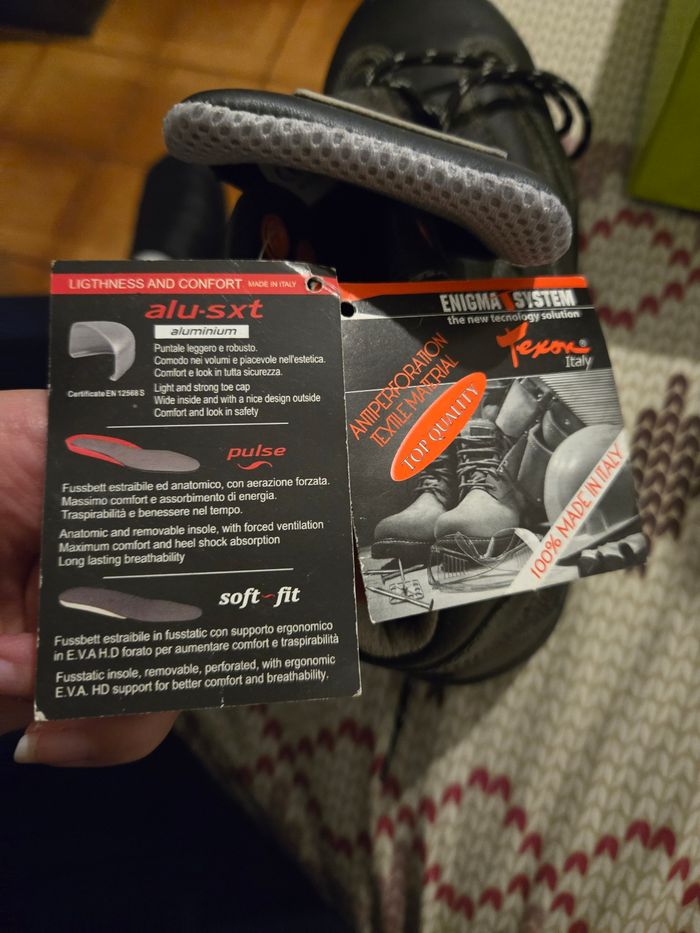 LIGTHNESS AND CONFORT MADE IN ITALY
alu-sxt
aluminium
Puntale leggero e robusto.
Comodo nei volumi e piacevole nell'estetica.
Comfort e look in tutta sicurezza.
Certificate EN 12568 S
Light and strong toe cap
Wide inside and with a nice design outside
Comfort and look in safety
pulse
Fussbett estraibile ed anatomico, con aerazione forzata.
Massimo comfort e assorbimento di energia.
Traspirabilità e benessere nel tempo.
Anatomic and removable insole, with forced ventilation
Maximum comfort and heel shock absorption
Long lasting breathability
soft-fit
Fussbett estraibile in fusstatic con supporto ergonomico
in E.V.A H.D forato per aumentare comfort e traspirabilità
Fusstatic insole, removable, perforated, with ergonomic
E.V.A. HD support for better comfort and breathability.
ENIGMA SYSTEM
the new tecnology solution
Texon®
Italy
ANTIPERFORATION
TEXTILE MATERIAL
TOP QUALITY
100% MADE IN ITALY